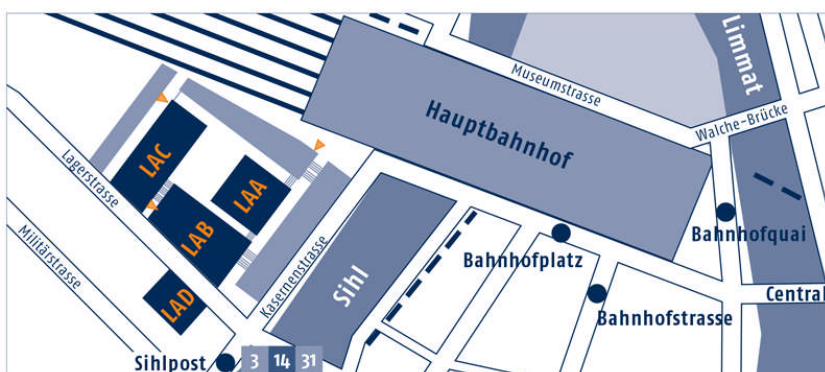 Limmat
Museumstrasse
Walche-Brücke
Hauptbahnhof
LAC
LAA
Lagerstrasse
LAB
Militärstrasse
Bahnhofquai
Bahnhofplatz
Kasernenstrasse
Sihl
LAD
Central
Bahnhofstrasse
Sihlpost
3 14 31